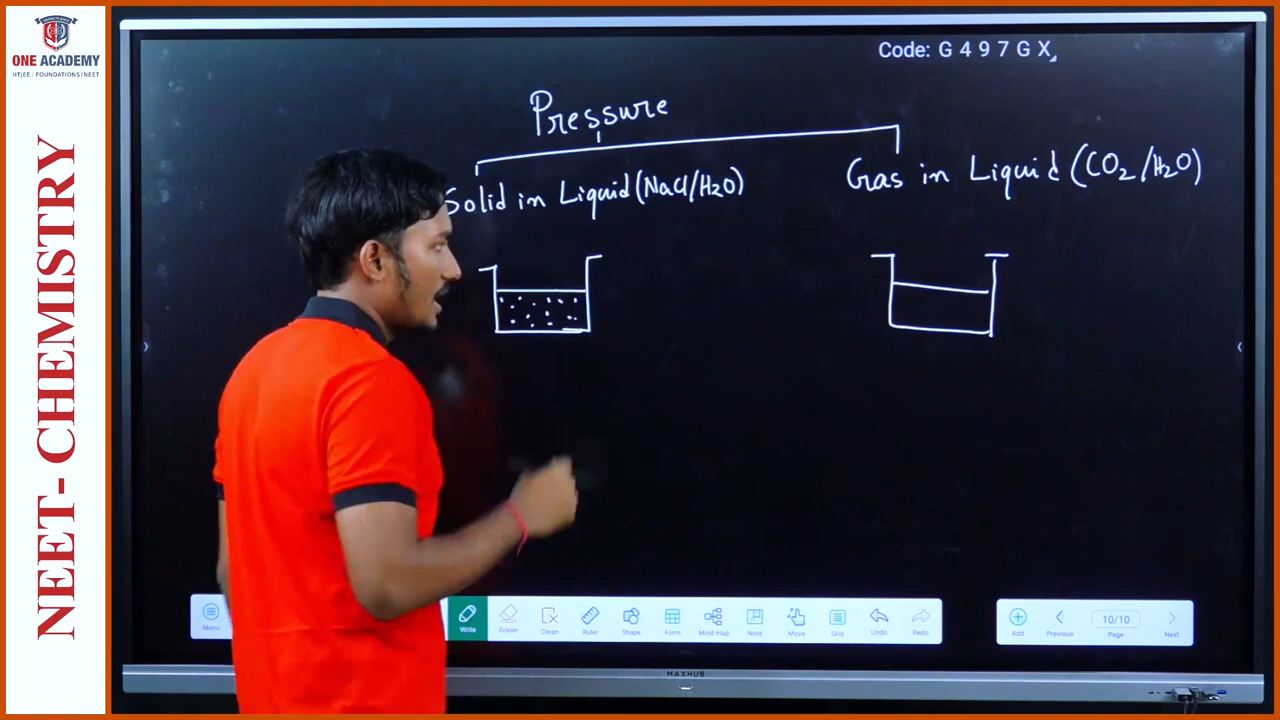 ONE ACADEMY
IITJEE | FOUNDATIONS | NEET
NEET- CHEMISTRY
Code: G 4 9 7 G X
Pressure
Solid in Liquid (NaCl/H2O)
Gas in Liquid (CO2/H2O)
Menu
Write
Eraser
Clean
Ruler
Shape
Form
Mind map
Note
Move
Grid
Undo
Redo
Add
Previous
10/10
Page
Next
MAXHUB